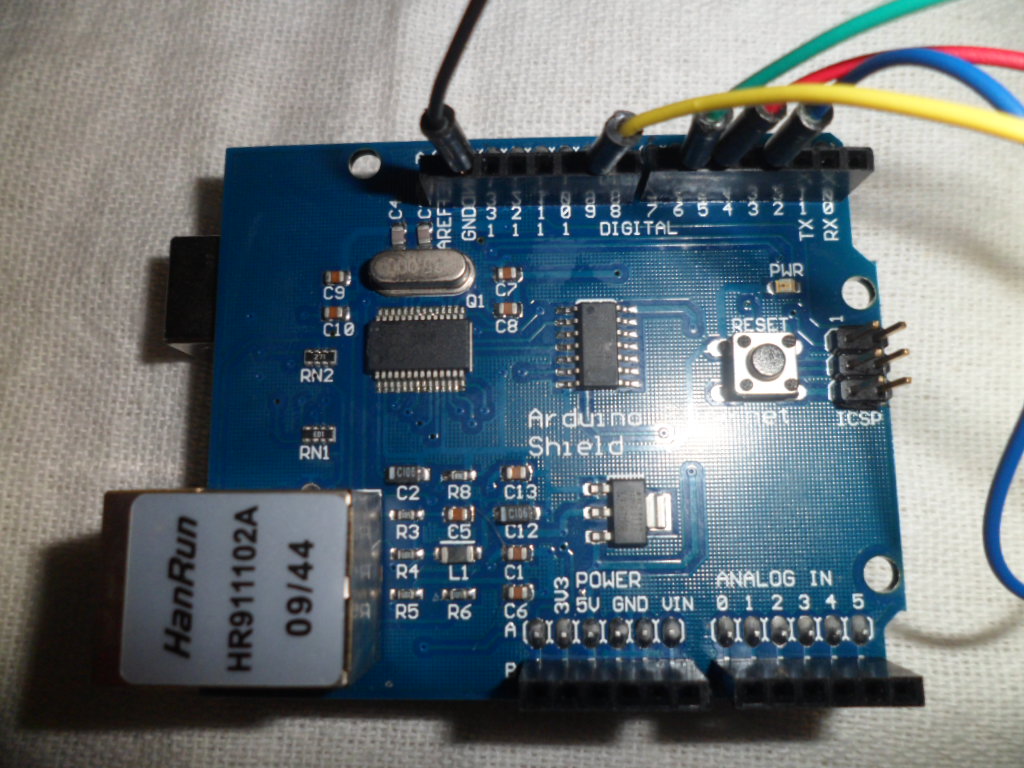 AREF
GND
13
12
11
10
9
8
7
6
5
4
3
2
TX 1
RX 0
DIGITAL
C4
PWR
C9
C7
Q1
C10
C8
RESET
1
RN2
Arduino
Shield
ICSP
RN1
C2 R8 C13
R3 C5 C12
R4 L1 C1
R5 R6 C6
HanRun
HR911102A
09/44
POWER
3V3 5V GND VIN
ANALOG IN
0 1 2 3 4 5
A